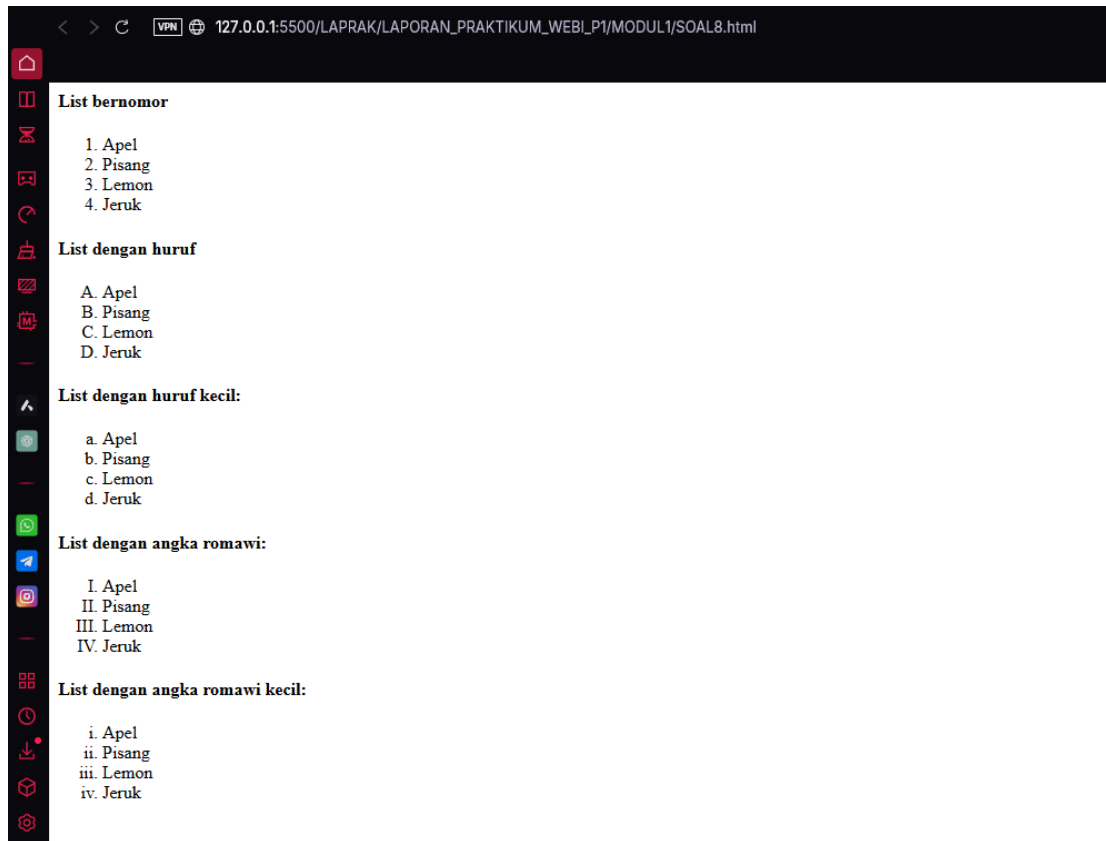 VPN 127.0.0.1:5500/LAPRAK/LAPORAN_PRAKTIKUM_WEBI_P1/MODUL1/SOAL8.html
List bernomor
1. Apel
2. Pisang
3. Lemon
4. Jeruk
List dengan huruf
A. Apel
B. Pisang
C. Lemon
D. Jeruk
List dengan huruf kecil:
a. Apel
b. Pisang
c. Lemon
d. Jeruk
List dengan angka romawi:
I. Apel
II. Pisang
III. Lemon
IV. Jeruk
List dengan angka romawi kecil:
i. Apel
ii. Pisang
iii. Lemon
iv. Jeruk
M